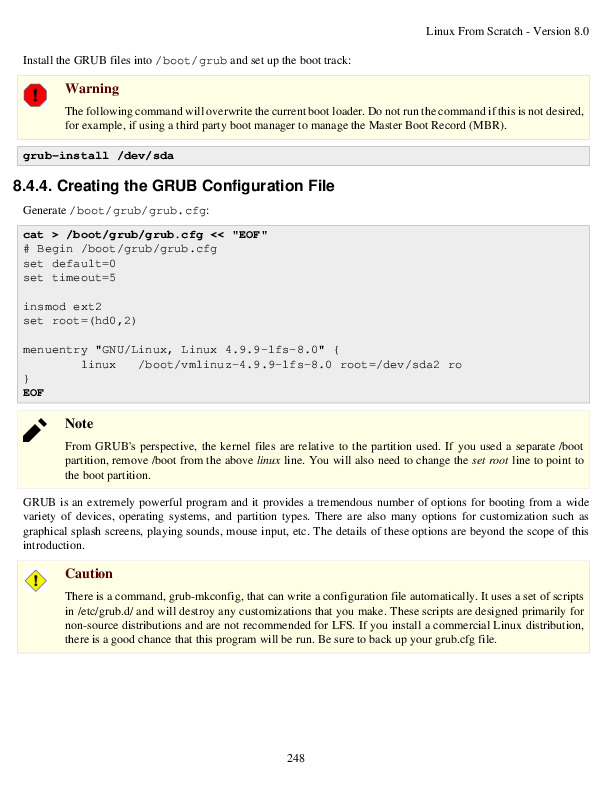 Linux From Scratch - Version 8.0
Install the GRUB files into /boot/grub and set up the boot track:
Warning
The following command will overwrite the current boot loader. Do not run the command if this is not desired,
for example, if using a third party boot manager to manage the Master Boot Record (MBR).
grub-install /dev/sda
8.4.4. Creating the GRUB Configuration File
Generate /boot/grub/grub.cfg:
cat > /boot/grub/grub.cfg << "EOF"
# Begin /boot/grub/grub.cfg
set default=0
set timeout=5
insmod ext2
set root=(hd0,2)
menuentry "GNU/Linux, Linux 4.9.9-lfs-8.0" {
        linux   /boot/vmlinuz-4.9.9-lfs-8.0 root=/dev/sda2 ro
}
EOF
Note
From GRUB's perspective, the kernel files are relative to the partition used. If you used a separate /boot
partition, remove /boot from the above linux line. You will also need to change the set root line to point to
the boot partition.
GRUB is an extremely powerful program and it provides a tremendous number of options for booting from a wide
variety of devices, operating systems, and partition types. There are also many options for customization such as
graphical splash screens, playing sounds, mouse input, etc. The details of these options are beyond the scope of this
introduction.
Caution
There is a command, grub-mkconfig, that can write a configuration file automatically. It uses a set of scripts
in /etc/grub.d/ and will destroy any customizations that you make. These scripts are designed primarily for
non-source distributions and are not recommended for LFS. If you install a commercial Linux distribution,
there is a good chance that this program will be run. Be sure to back up your grub.cfg file.
248